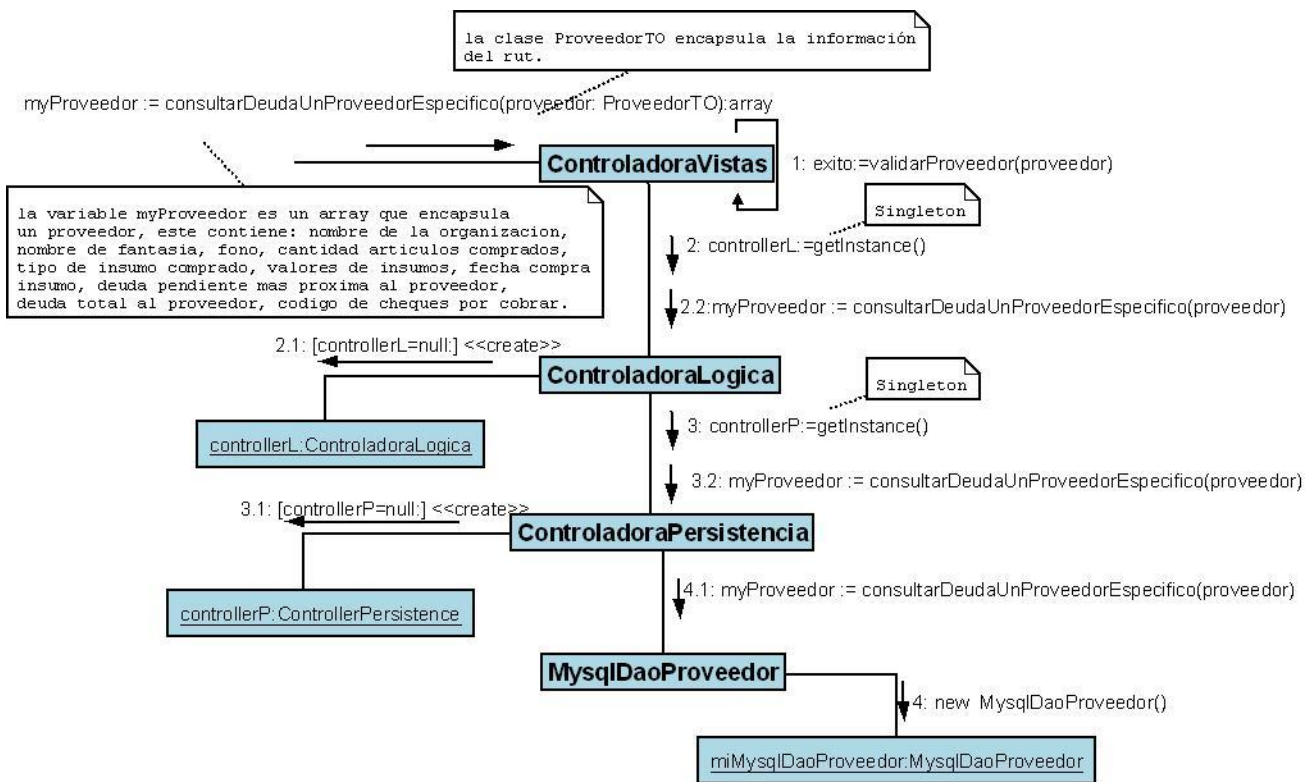 la clase ProveedorTO encapsula la información
del rut.
myProveedor := consultarDeudaUnProveedorEspecifico(proveedor: ProveedorTO):array
ControladoraVistas
1: exito:=validarProveedor(proveedor)
la variable myProveedor es un array que encapsula
un proveedor, este contiene: nombre de la organizacion,
nombre de fantasia, fono, cantidad articulos comprados,
tipo de insumo comprado, valores de insumos, fecha compra
insumo, deuda pendiente mas proxima al proveedor,
deuda total al proveedor, codigo de cheques por cobrar.
Singleton
2: controllerL:=getInstance()
2.2:myProveedor := consultarDeudaUnProveedorEspecifico(proveedor)
2.1: [controllerL=null:] <<create>>
ControladoraLogica
Singleton
controllerL:ControladoraLogica
3: controllerP:=getInstance()
3.2: myProveedor := consultarDeudaUnProveedorEspecifico(proveedor)
3.1: [controllerP=null:] <<create>>
ControladoraPersistencia
controllerP:ControllerPersistence
4.1: myProveedor := consultarDeudaUnProveedorEspecifico(proveedor)
MysqlDaoProveedor
4: new MysqlDaoProveedor()
miMysqlDaoProveedor:MysqlDaoProveedor